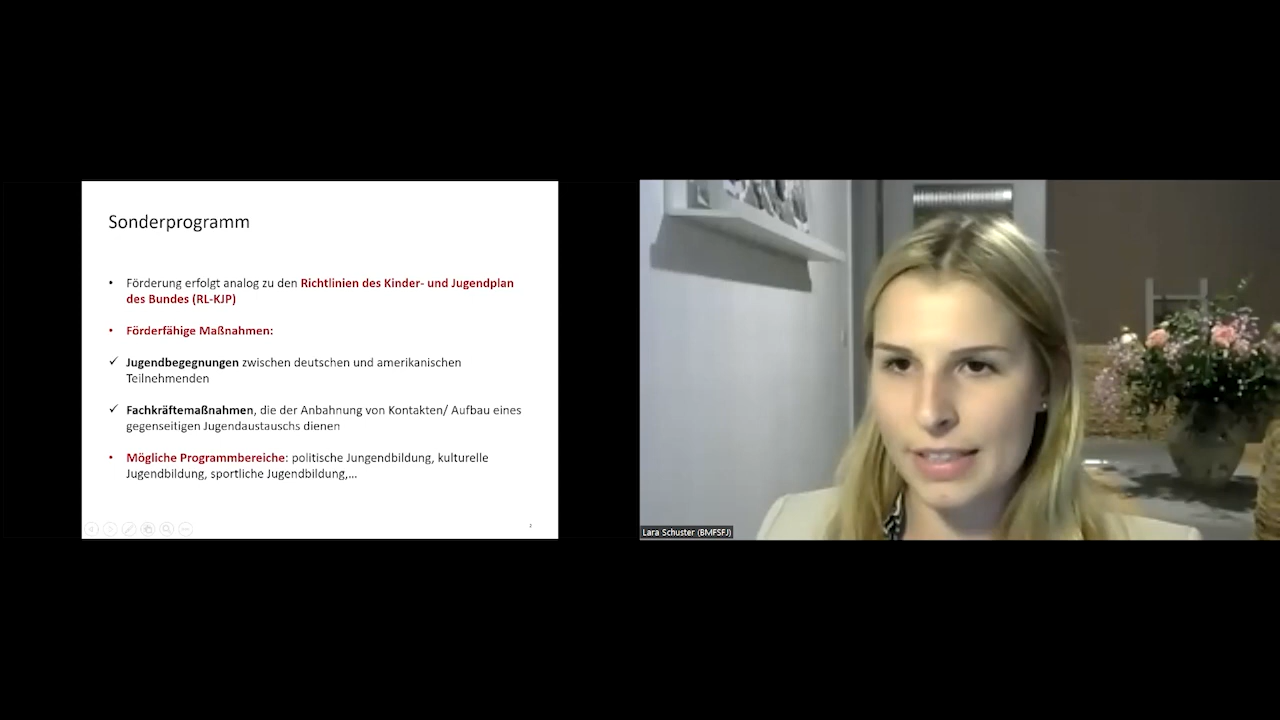 Sonderprogramm
• Förderung erfolgt analog zu den Richtlinien des Kinder- und Jugendplan
des Bundes (RL-KJP)
• Förderfähige Maßnahmen:
✓ Jugendbegegnungen zwischen deutschen und amerikanischen
Teilnehmenden
✓ Fachkräftemaßnahmen, die der Anbahnung von Kontakten/ Aufbau eines
gegenseitigen Jugendaustauschs dienen
• Mögliche Programmbereiche: politische Jungendbildung, kulturelle
Jugendbildung, sportliche Jugendbildung,...
2
Lara Schuster (BMFSFJ)